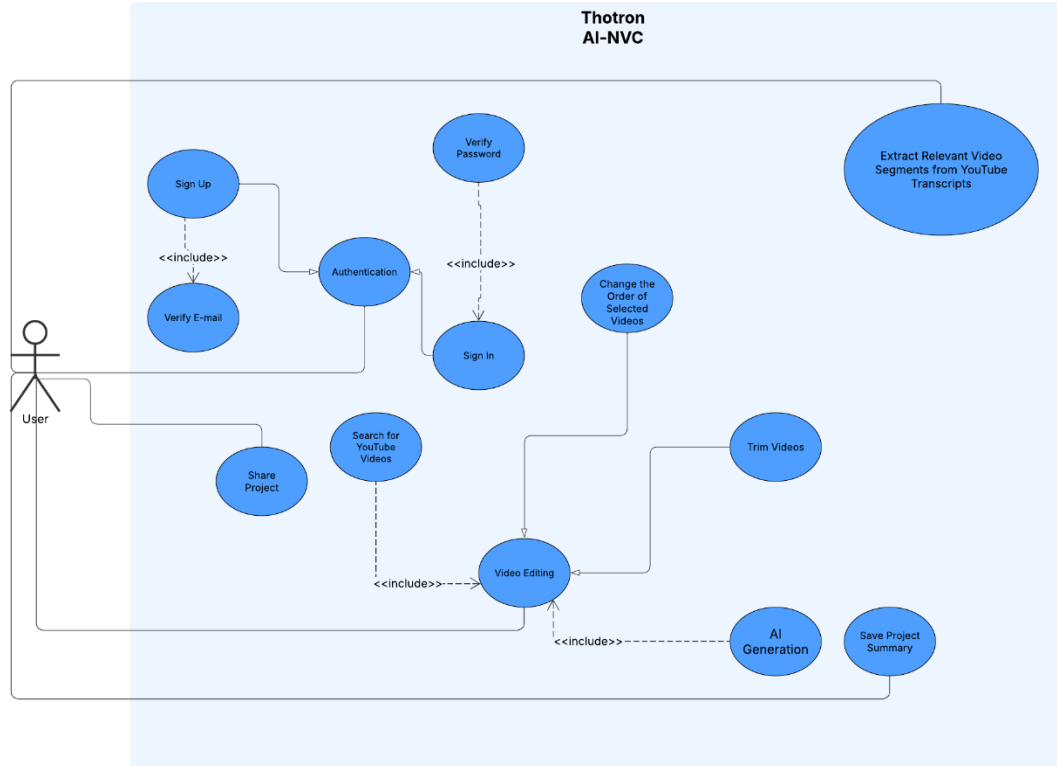 Thotron
AI-NVC
Verify
Password
Extract Relevant Video
Segments from YouTube
Transcripts
Sign Up
<<include>>
<<include>>
Authentication
Change the
Order of
Selected
Videos
Verify E-mail
Sign In
User
Search for
YouTube
Videos
Trim Videos
Share
Project
Video Editing
<<include>>
AI
Generation
Save Project
Summary
<<include>>